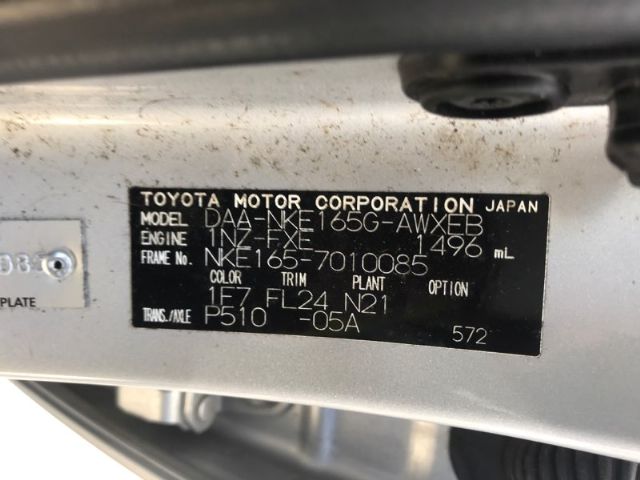 TOYOTA MOTOR CORPORATION JAPAN
MODEL DAA-NKE165G-AWXEB
ENGINE 1NZ-FXE 1496 mL
FRAME No. NKE165-7010085
COLOR TRIM PLANT OPTION
1F7 FL24 N21
TRANS./AXLE P510 -05A
572
PLATE